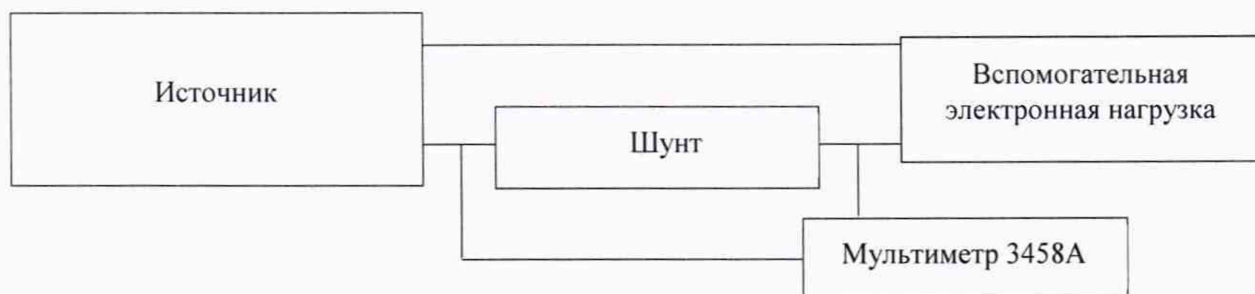 Источник
Вспомогательная
электронная нагрузка
Шунт
Мультиметр 3458А